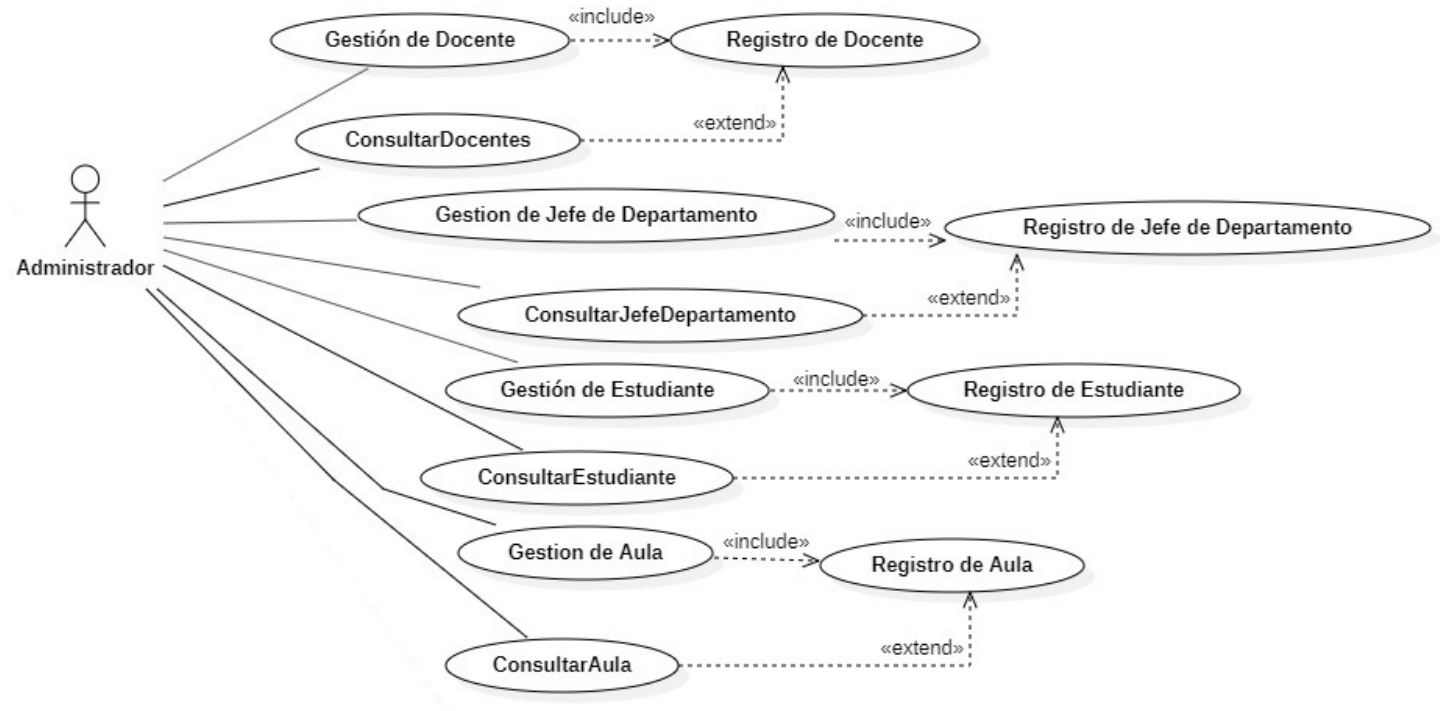 «include»
Gestión de Docente
Registro de Docente
«extend»
ConsultarDocentes
Gestion de Jefe de Departamento
«include»
Registro de Jefe de Departamento
Administrador
«extend»
ConsultarJefeDepartamento
Gestión de Estudiante
«include»
Registro de Estudiante
«extend»
ConsultarEstudiante
Gestion de Aula
«include»
Registro de Aula
«extend»
ConsultarAula